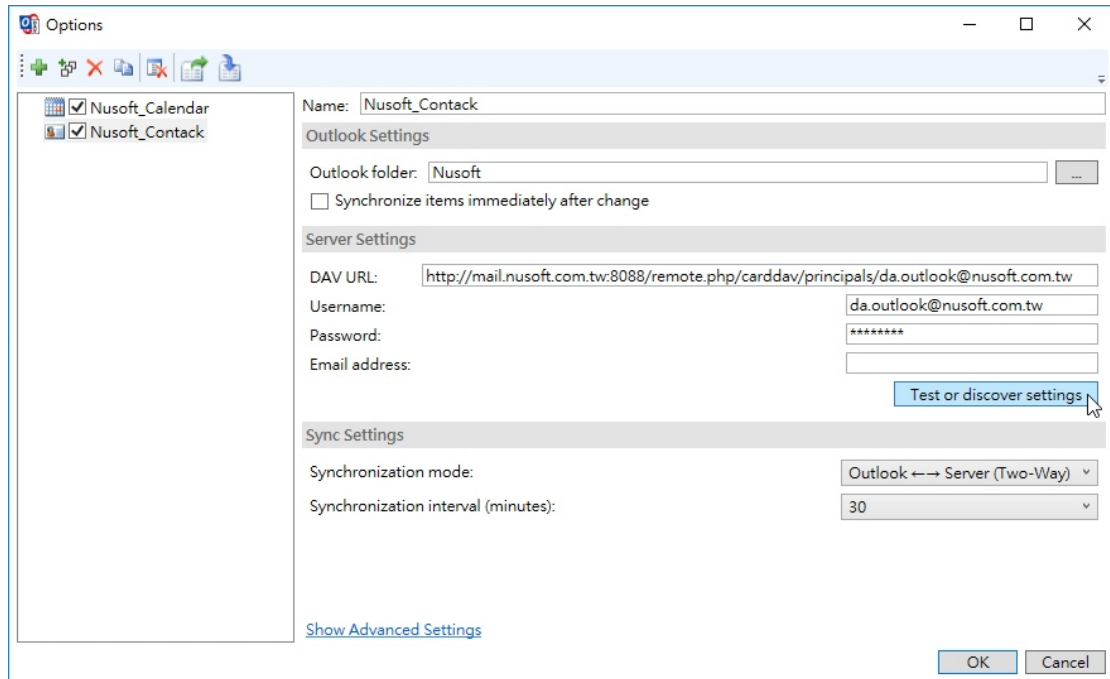 Options
Nusoft_Calendar
Nusoft_Contack
Name: Nusoft_Contack
Outlook Settings
Outlook folder: Nusoft ...
Synchronize items immediately after change
Server Settings
DAV URL: http://mail.nusoft.com.tw:8088/remote.php/carddav/principals/da.outlook@nusoft.com.tw
Username: da.outlook@nusoft.com.tw
Password: ********
Email address:
Test or discover settings
Sync Settings
Synchronization mode: Outlook ←→ Server (Two-Way)
Synchronization interval (minutes): 30
Show Advanced Settings
OK Cancel